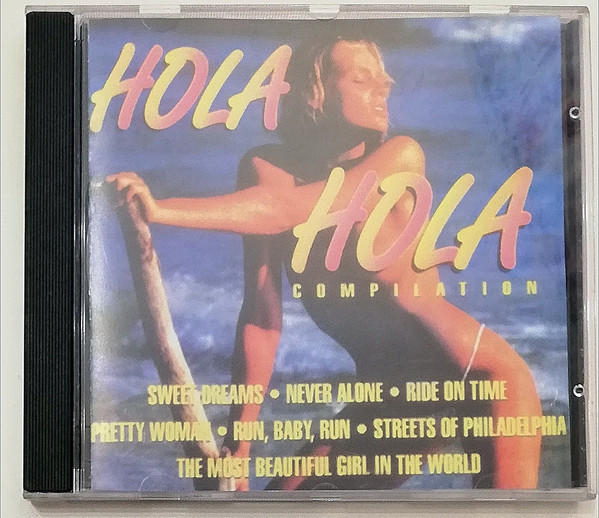 HOLA
HOLA
COMPILATION
SWEET DREAMS • NEVER ALONE • RIDE ON TIME
PRETTY WOMAN • RUN, BABY, RUN • STREETS OF PHILADELPHIA
THE MOST BEAUTIFUL GIRL IN THE WORLD